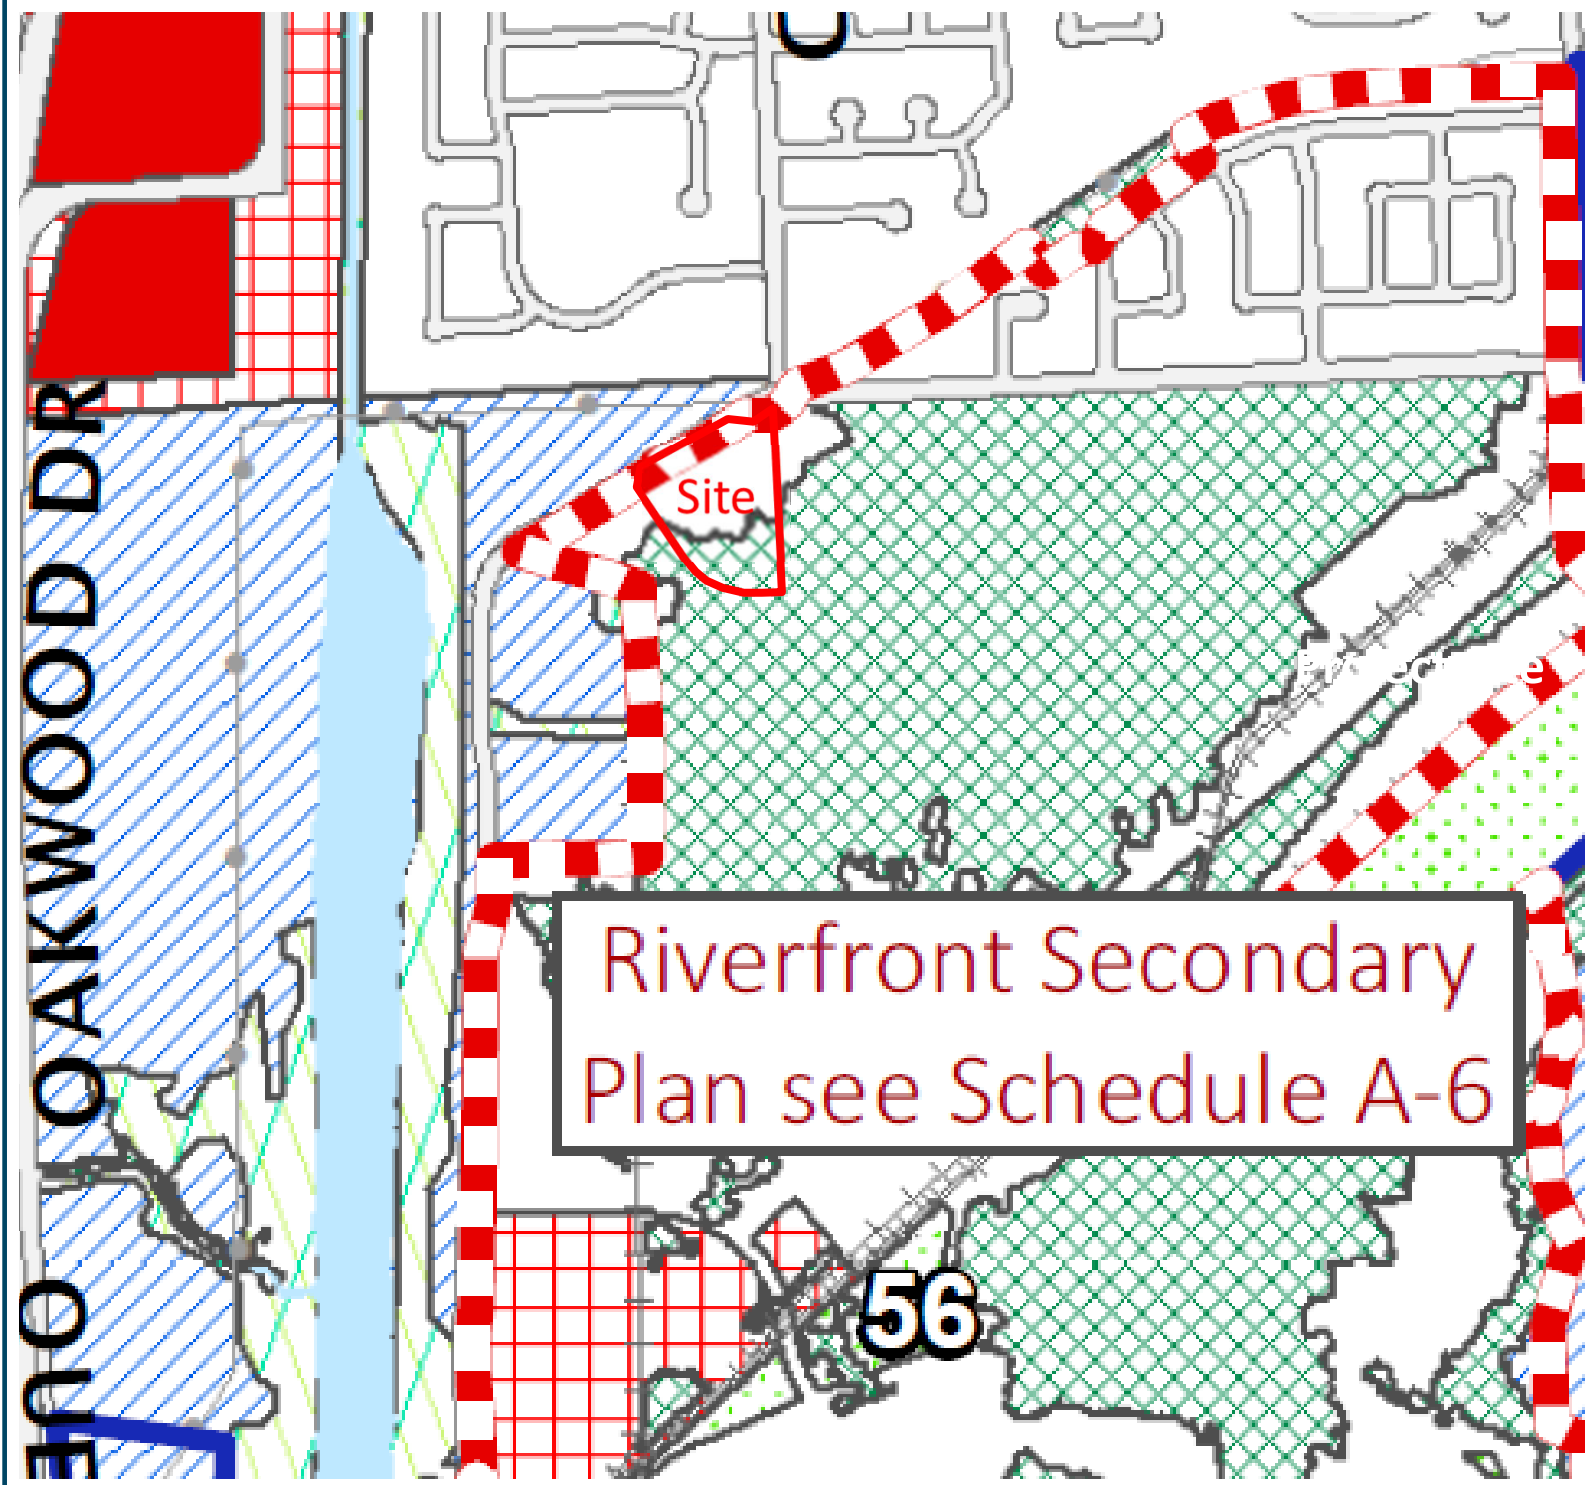 Site
OAKWOOD DR
Riverfront Secondary
Plan see Schedule A-6
56